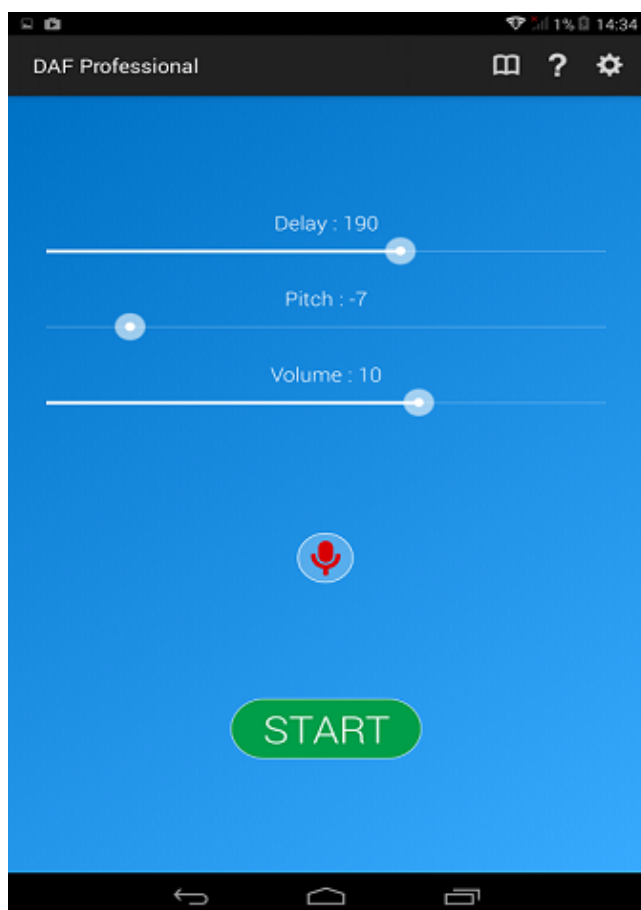 1% 14:34
DAF Professional ?
Delay : 190
Pitch : -7
Volume : 10
START